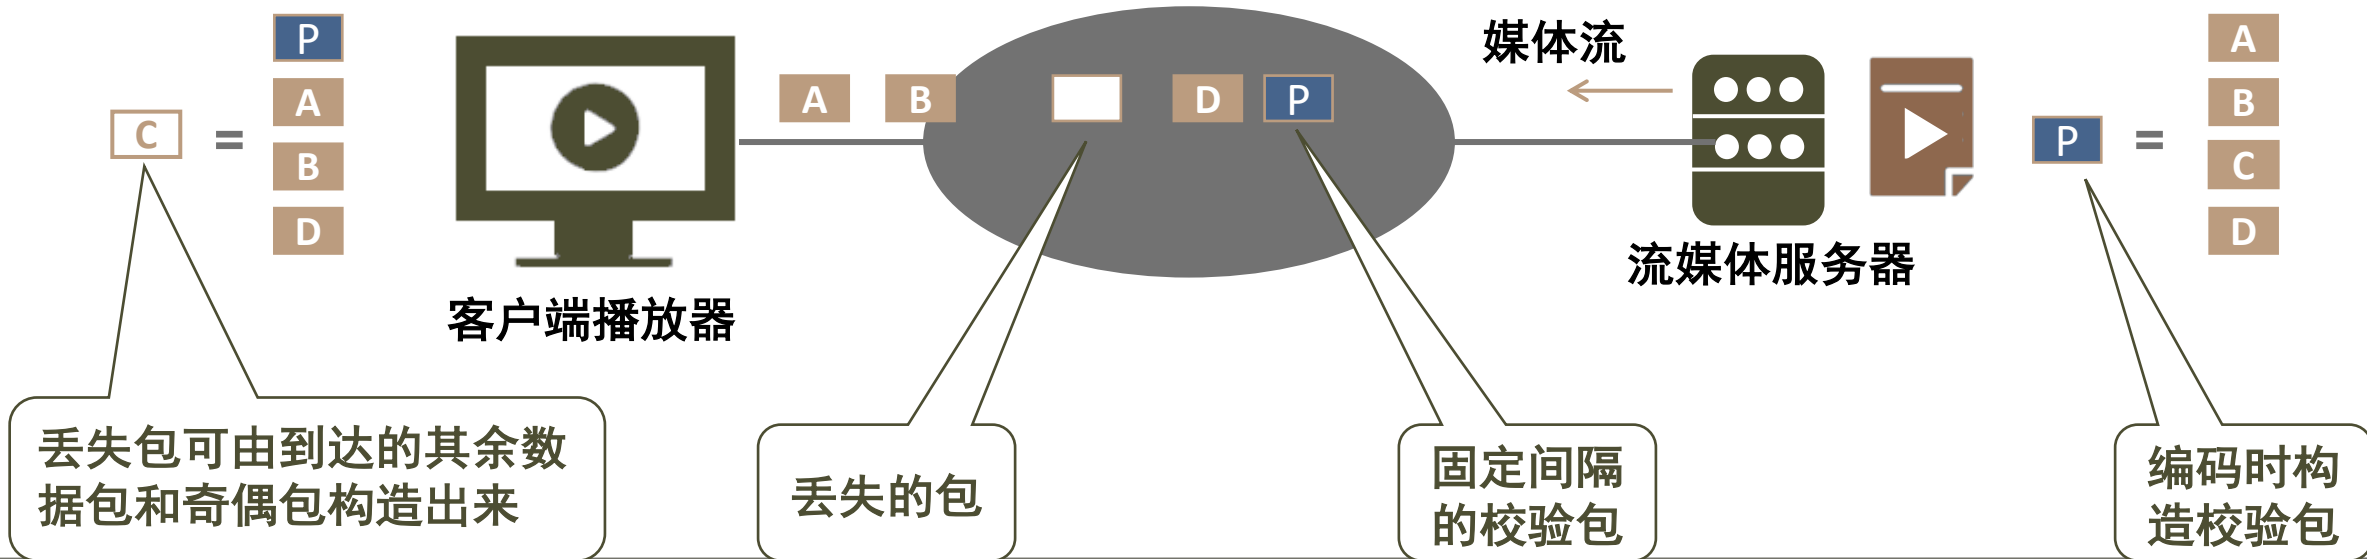 P
A
B
D
C
=
客户端播放器
A
B
D
P
媒体流
流媒体服务器
P
=
A
B
C
D
丢失包可由到达的其余数
据包和奇偶包构造出来
丢失的包
固定间隔
的校验包
编码时构
造校验包